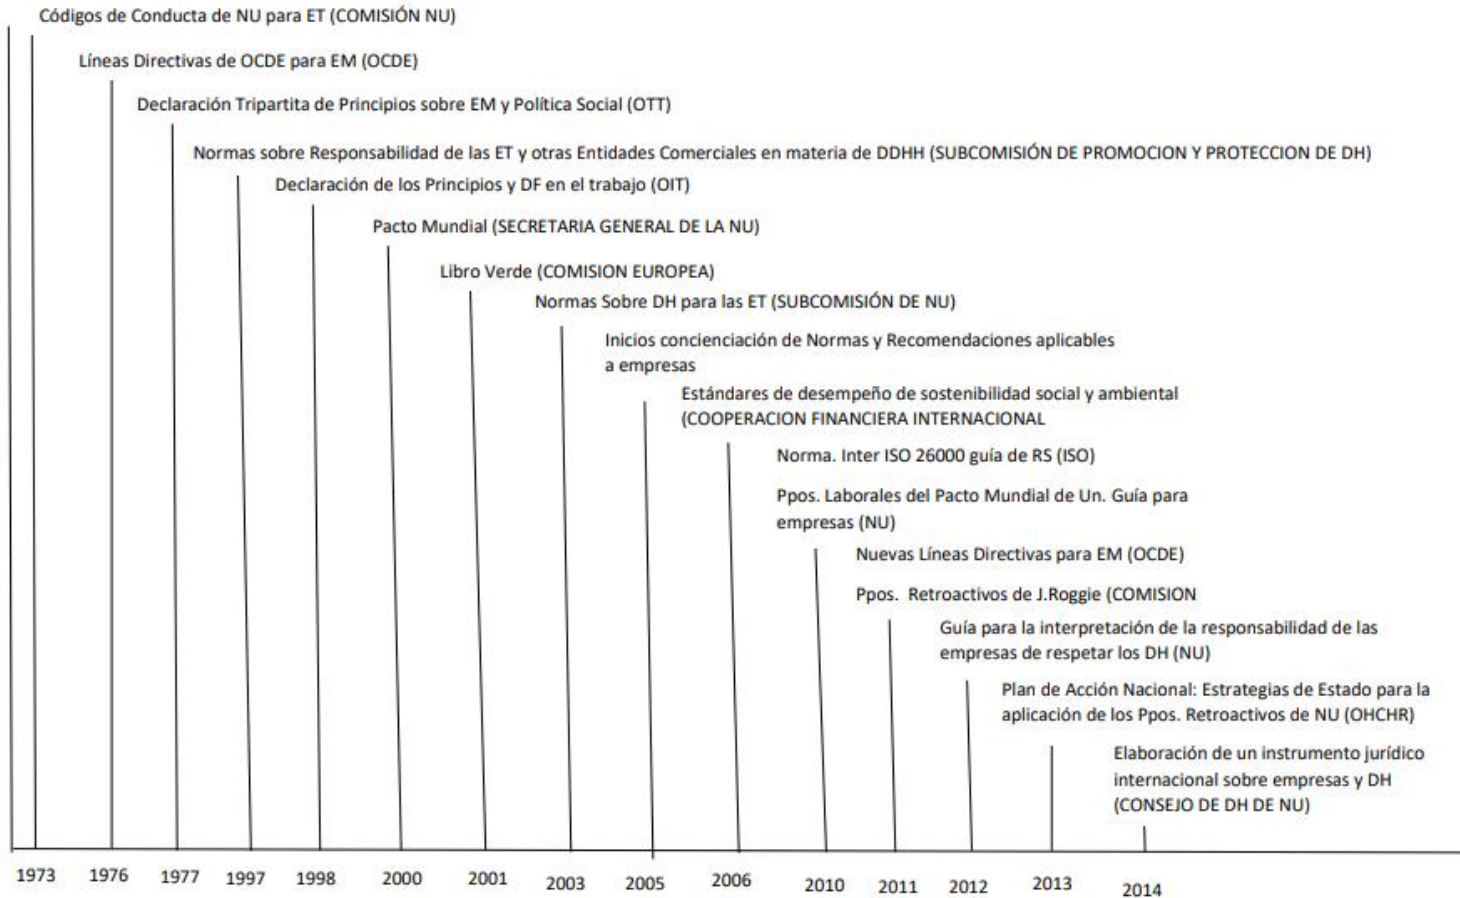 Códigos de Conducta de NU para ET (COMISIÓN NU)
Líneas Directivas de OCDE para EM (OCDE)
Declaración Tripartita de Principios sobre EM y Política Social (OTT)
Normas sobre Responsabilidad de las ET y otras Entidades Comerciales en materia de DDHH (SUBCOMISIÓN DE PROMOCION Y PROTECCION DE DH)
Declaración de los Principios y DF en el trabajo (OIT)
Pacto Mundial (SECRETARIA GENERAL DE LA NU)
Libro Verde (COMISION EUROPEA)
Normas Sobre DH para las ET (SUBCOMISIÓN DE NU)
Inicios concienciación de Normas y Recomendaciones aplicables
a empresas
Estándares de desempeño de sostenibilidad social y ambiental
(COOPERACION FINANCIERA INTERNACIONAL
Norma. Inter ISO 26000 guía de RS (ISO)
Ppos. Laborales del Pacto Mundial de Un. Guía para
empresas (NU)
Nuevas Líneas Directivas para EM (OCDE)
Ppos. Retroactivos de J.Roggie (COMISION
Guía para la interpretación de la responsabilidad de las
empresas de respetar los DH (NU)
Plan de Acción Nacional: Estrategias de Estado para la
aplicación de los Ppos. Retroactivos de NU (OHCHR)
Elaboración de un instrumento jurídico
internacional sobre empresas y DH
(CONSEJO DE DH DE NU)
1973 1976 1977 1997 1998 2000 2001 2003 2005 2006 2010 2011 2012 2013 2014